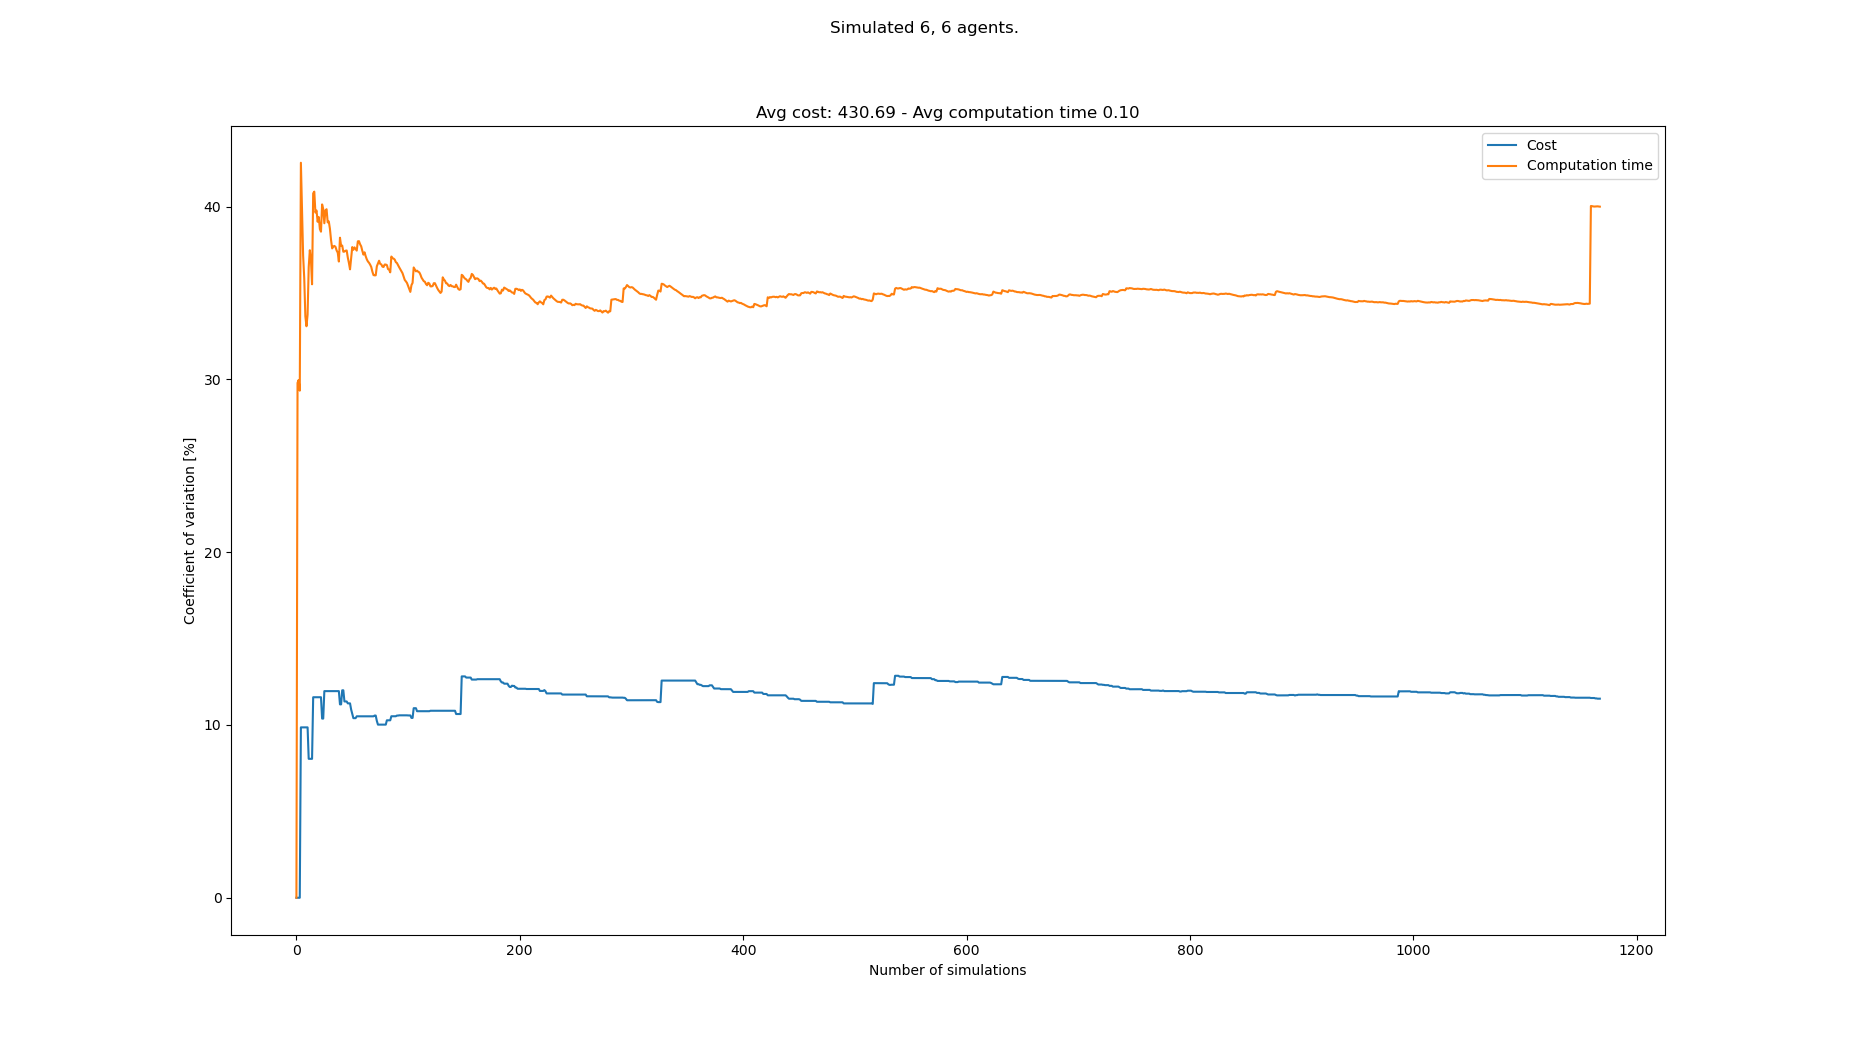 Simulated 6, 6 agents.
Avg cost: 430.69 - Avg computation time 0.10
Cost
Computation time
40
30
20
10
0
Coefficient of variation [%]
0 200 400 600 800 1000 1200
Number of simulations